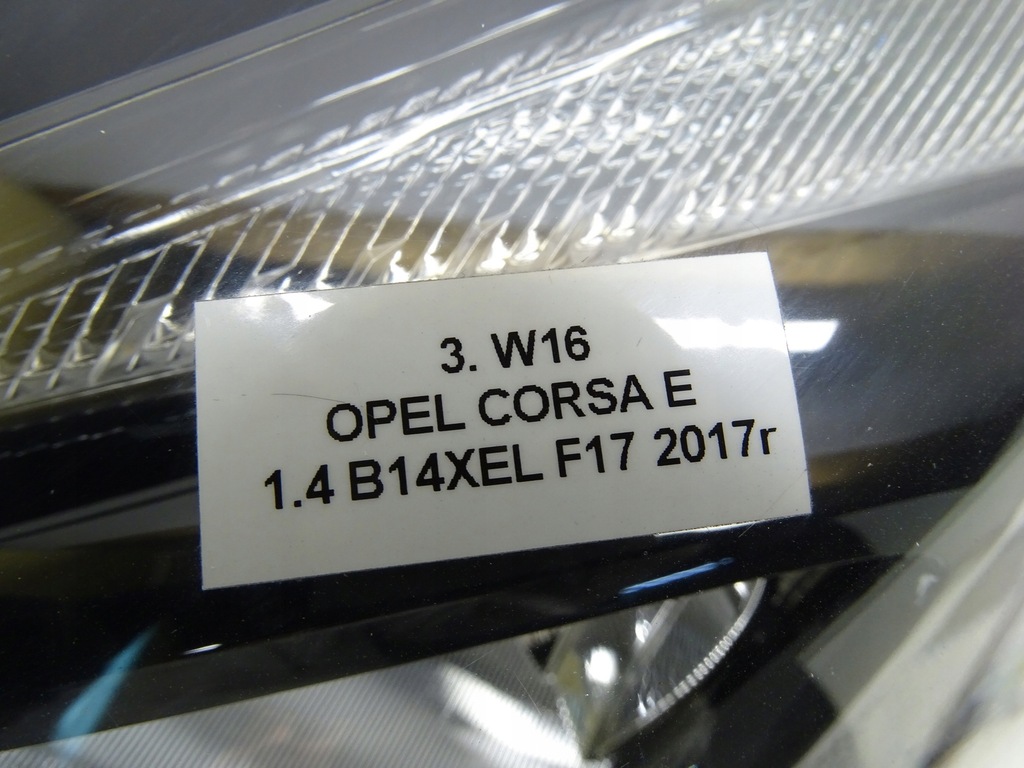 3. W16
OPEL CORSA E
1.4 B14XEL F17 2017r